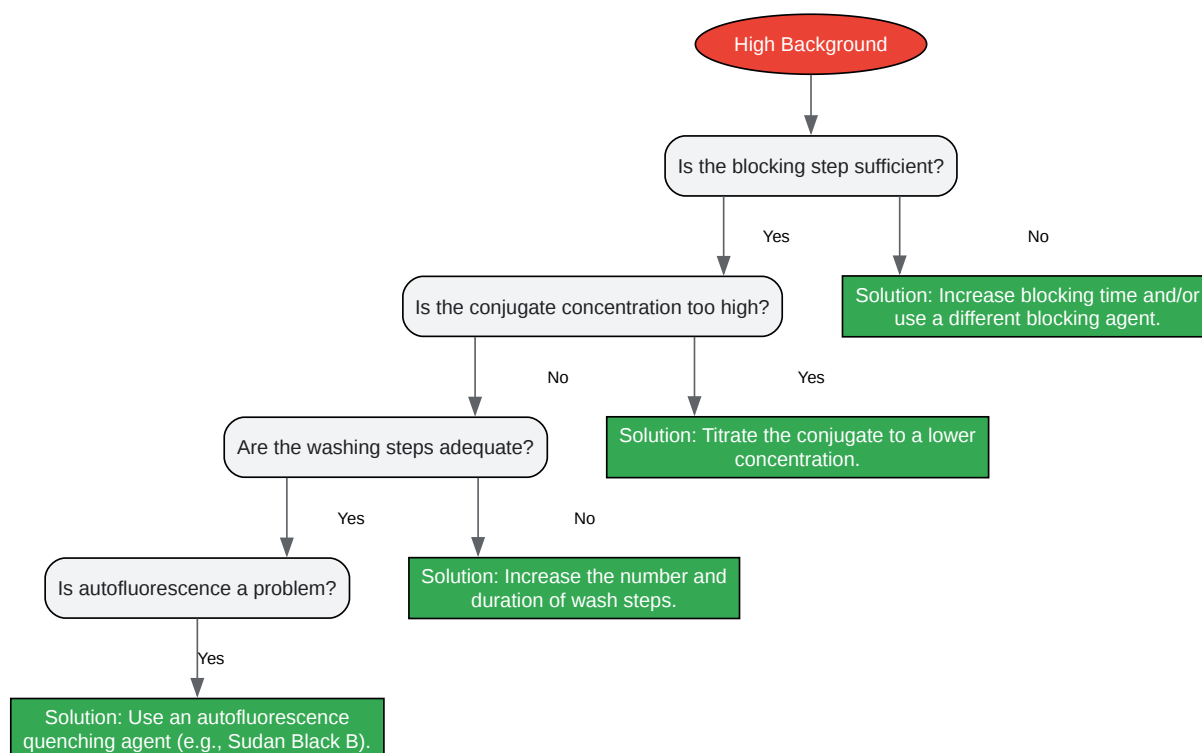 High Background
Is the blocking step sufficient?
Yes
No
Is the conjugate concentration too high?
Solution: Increase blocking time and/or
use a different blocking agent.
No
Yes
Are the washing steps adequate?
Solution: Titrate the conjugate to a lower
concentration.
Yes
No
Is autofluorescence a problem?
Solution: Increase the number and
duration of wash steps.
Yes
Solution: Use an autofluorescence
quenching agent (e.g., Sudan Black B).